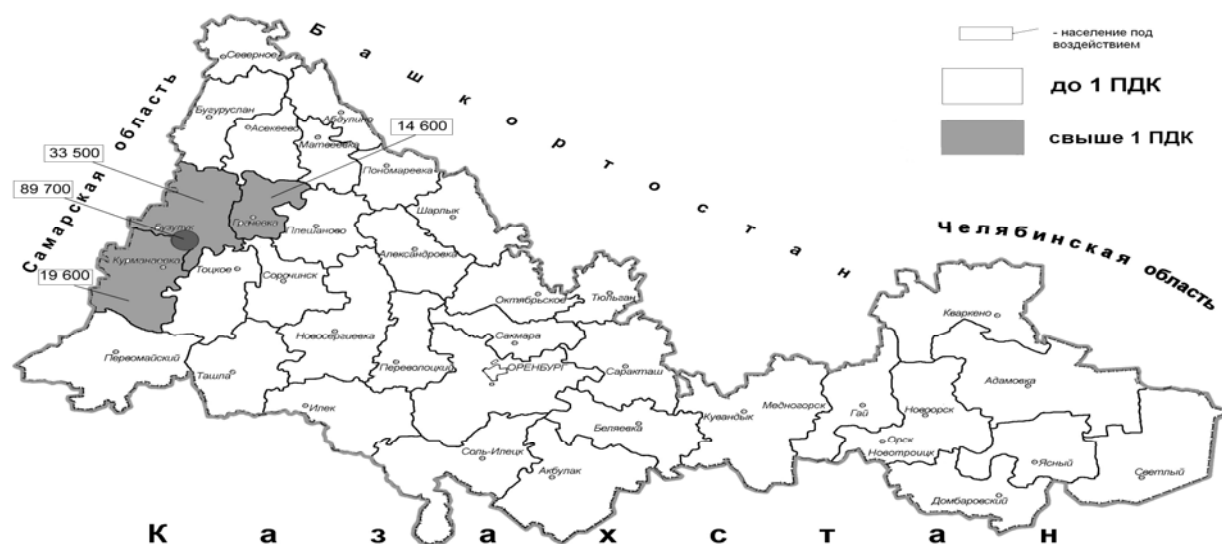 Башкортостан
Самарская область
Челябинская область
Казахстан
- население под
воздействием
до 1 ПДК
свыше 1 ПДК
14 600
33 500
89 700
19 600
Северное
Бугуруслан
Абдулино
Асекеево
Матвеевка
Пономаревка
Шарлык
Грачевка
Плешаново
Бузулук
Александровка
Курманаевка
Тоцкое
Сорочинск
Октябрьское
Тюльган
Кваркено
Новосергиевка
Сакмара
Первомайский
Ташла
Переволоцкий
ОРЕНБУРГ
Саракташ
Адамовка
Илек
Беляевка
Кувандык
Медногорск
Гай
Новоорск
Орск
Новотроицк
Соль-Илецк
Акбулак
Ясный
Светлый
Домбаровский